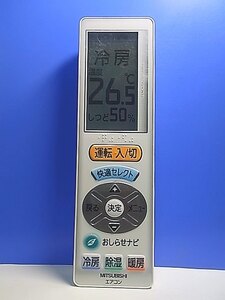 冷房
温度
26.5℃
しつど50%
運転 入/切
快適セレクト
戻る 決定 メニュー
おしらせナビ
冷房 除湿 暖房
MITSUBISHI
エアコン